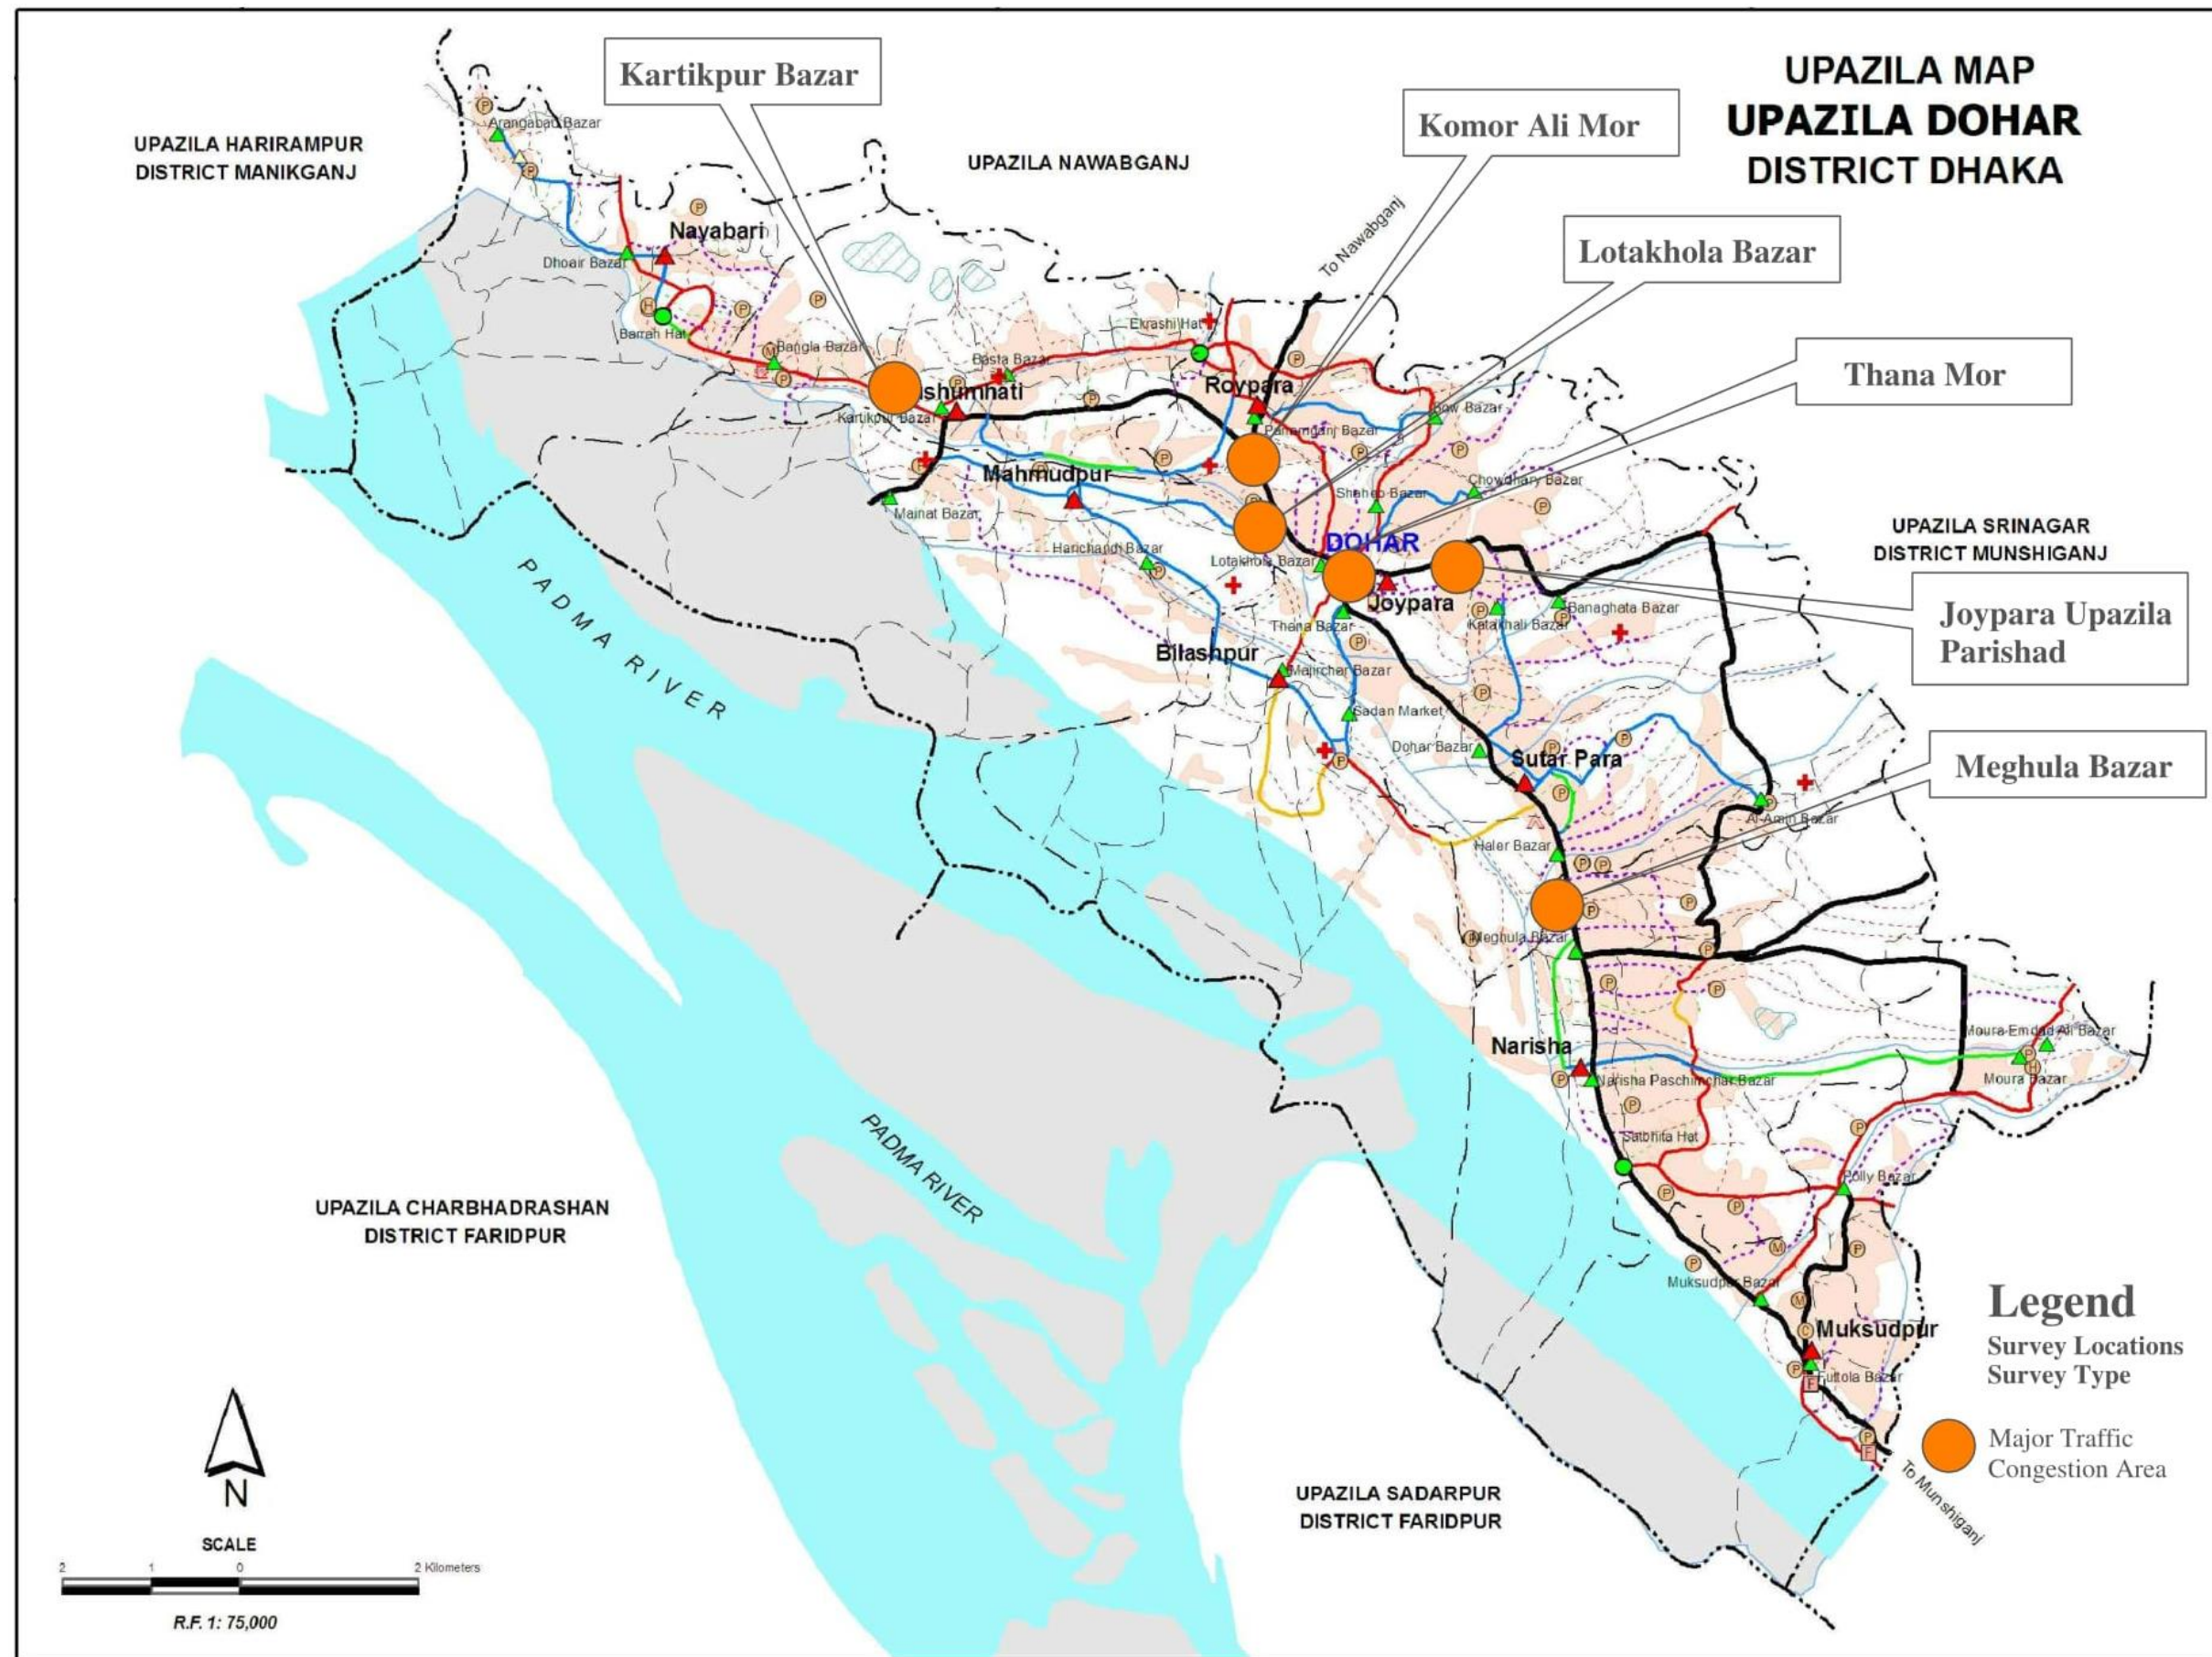 UPAZILA MAP
UPAZILA DOHAR
DISTRICT DHAKA
Kartikpur Bazar
Komor Ali Mor
Lotakhola Bazar
Thana Mor
Joypara Upazila
Parishad
Meghula Bazar
UPAZILA HARIRAMPUR
DISTRICT MANIKGANJ
UPAZILA NAWABGANJ
To Nawabganj
UPAZILA SRINAGAR
DISTRICT MUNSHIGANJ
Arangabad Bazar
Nayabari
Dhoair Bazar
Barrah Hat
Bangla Bazar
Ekrashi Hat
Basta Bazar
shumhati
Kartikpur Bazar
Roypara
Palamganj Bazar
Bow Bazar
Mahmudpur
Mainat Bazar
Chowdhary Bazar
Harichandi Bazar
DOHAR
Lotakhola Bazar
Joypara
Thana Bazar
Katakhali Bazar
Banaghata Bazar
Bilashpur
Majirchar Bazar
Sadan Market
Dohar Bazar
Sutar Para
Al-Amin Bazar
Haler Bazar
Meghula Bazar
PADMA RIVER
Narisha
Narisha Paschimchar Bazar
Moura Emdad Ali Bazar
Moura Bazar
Satbhita Hat
Polly Bazar
Muksudpur Bazar
Muksudpur
Futtola Bazar
PADMA RIVER
UPAZILA CHARBHADRASHAN
DISTRICT FARIDPUR
UPAZILA SADARPUR
DISTRICT FARIDPUR
To Munshiganj
Legend
Survey Locations
Survey Type
Major Traffic
Congestion Area
N
SCALE
2 1 0 2 Kilometers
R.F. 1: 75,000